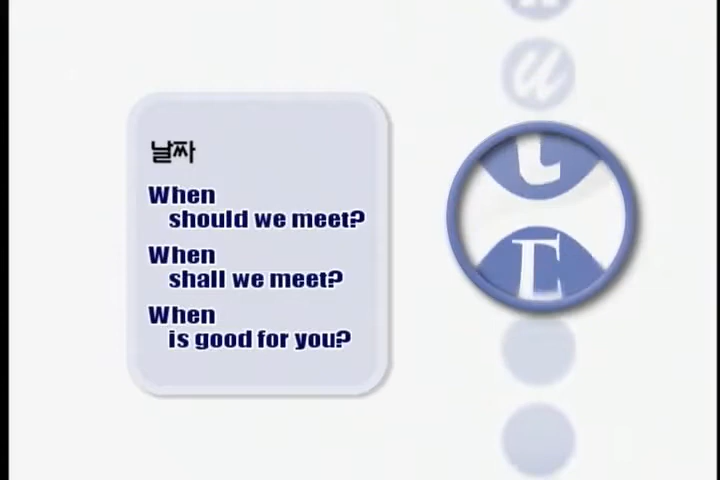 날짜
When
should we meet?
When
shall we meet?
When
is good for you?
u